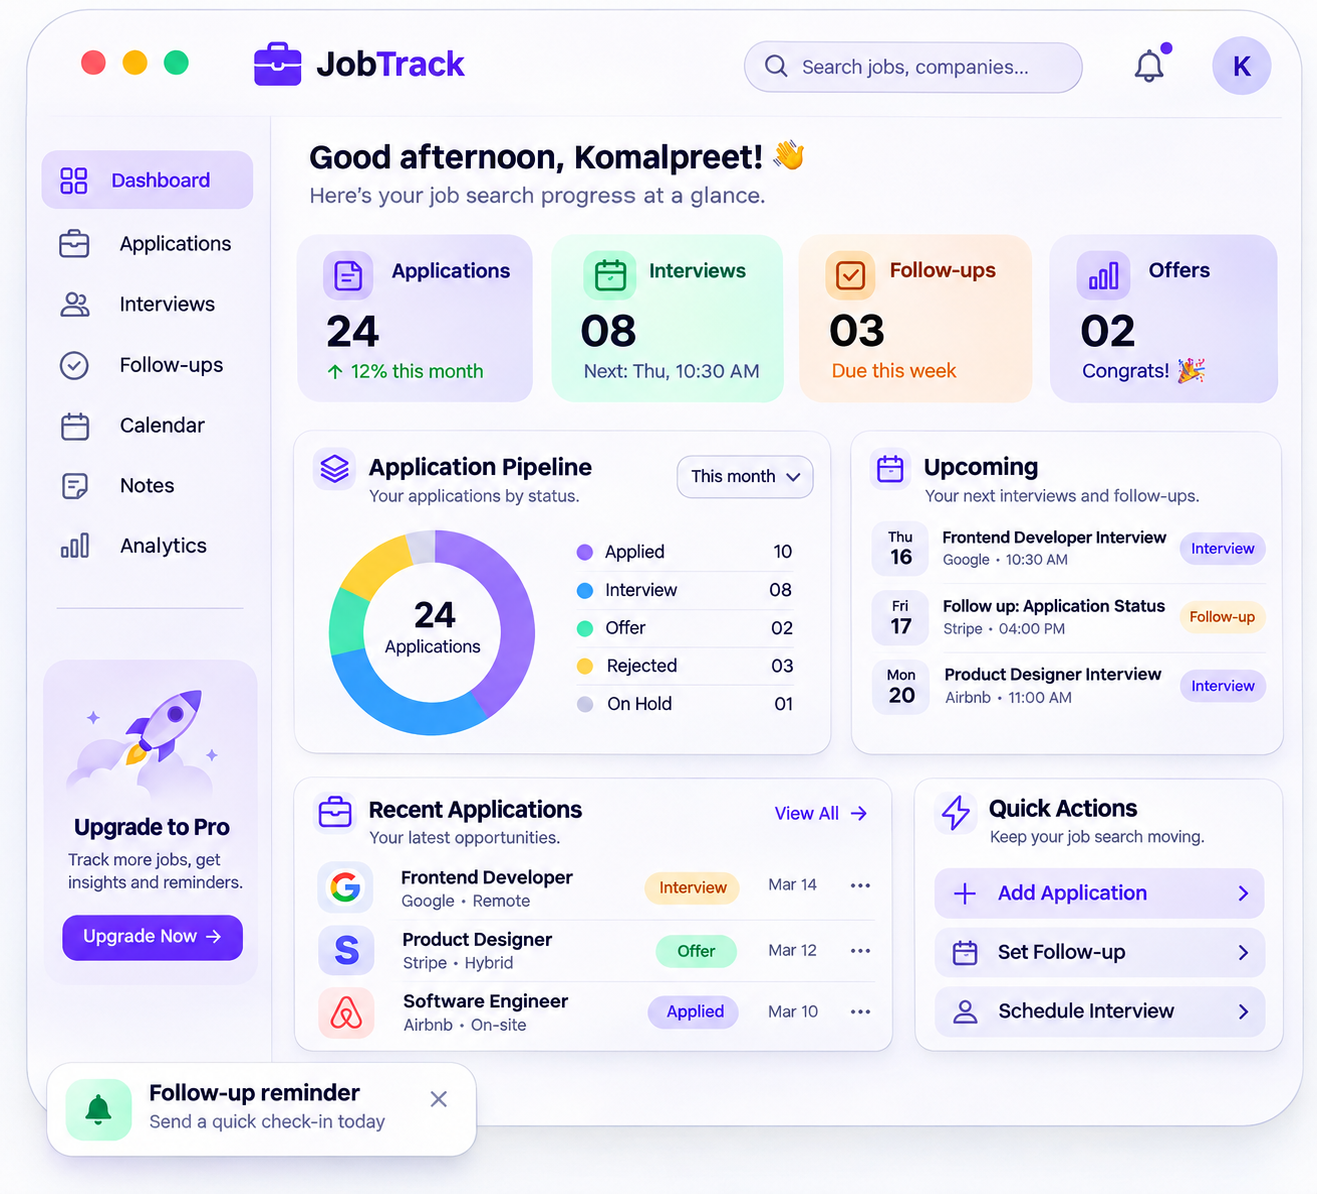 JobTrack
Search jobs, companies...
K
Good afternoon, Komalpreet! 👋
Here's your job search progress at a glance.
Dashboard
Applications
Interviews
Follow-ups
Calendar
Notes
Analytics
Upgrade to Pro
Track more jobs, get
insights and reminders.
Upgrade Now →
Applications
24
↑ 12% this month
Interviews
08
Next: Thu, 10:30 AM
Follow-ups
03
Due this week
Offers
02
Congrats! 🎉
Application Pipeline
Your applications by status.
This month
24
Applications
Applied 10
Interview 08
Offer 02
Rejected 03
On Hold 01
Upcoming
Your next interviews and follow-ups.
Thu
16
Frontend Developer Interview
Google • 10:30 AM
Interview
Fri
17
Follow up: Application Status
Stripe • 04:00 PM
Follow-up
Mon
20
Product Designer Interview
Airbnb • 11:00 AM
Interview
Recent Applications
Your latest opportunities.
View All →
G
Frontend Developer
Google • Remote
Interview
Mar 14
S
Product Designer
Stripe • Hybrid
Offer
Mar 12
Software Engineer
Airbnb • On-site
Applied
Mar 10
Quick Actions
Keep your job search moving.
Add Application
Set Follow-up
Schedule Interview
Follow-up reminder
Send a quick check-in today